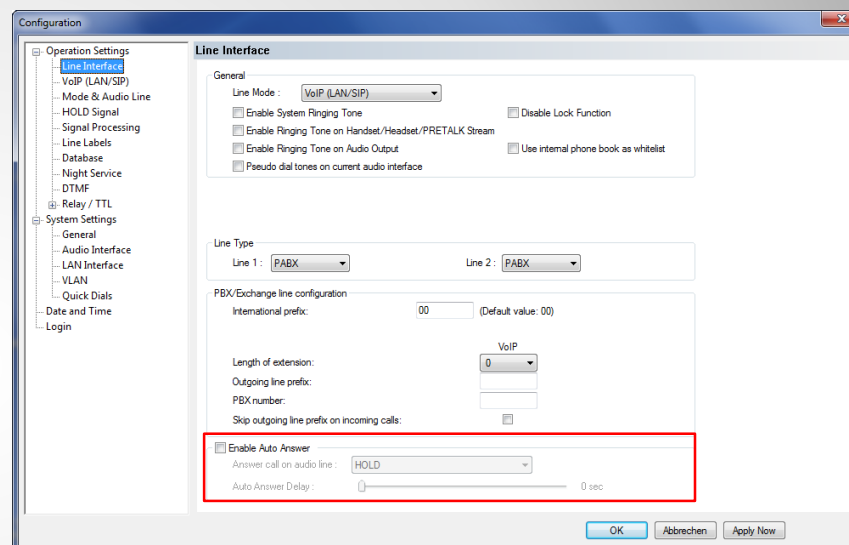 Configuration
Operation Settings
Line Interface
VoIP (LAN/SIP)
Mode & Audio Line
HOLD Signal
Signal Processing
Line Labels
Database
Night Service
DTMF
Relay / TTL
System Settings
General
Audio Interface
LAN Interface
VLAN
Quick Dials
Date and Time
Login
Line Interface
General
Line Mode : VoIP (LAN/SIP)
Enable System Ringing Tone Disable Lock Function
Enable Ringing Tone on Handset/Headset/PRETALK Stream
Enable Ringing Tone on Audio Output Use internal phone book as whitelist
Pseudo dial tones on current audio interface
Line Type
Line 1 : PABX Line 2 : PABX
PBX/Exchange line configuration
International prefix: 00 (Default value: 00)
VoIP
Length of extension: 0
Outgoing line prefix:
PBX number:
Skip outgoing line prefix on incoming calls:
Enable Auto Answer
Answer call on audio line : HOLD
Auto Answer Delay : 0 sec
OK Abbrechen Apply Now